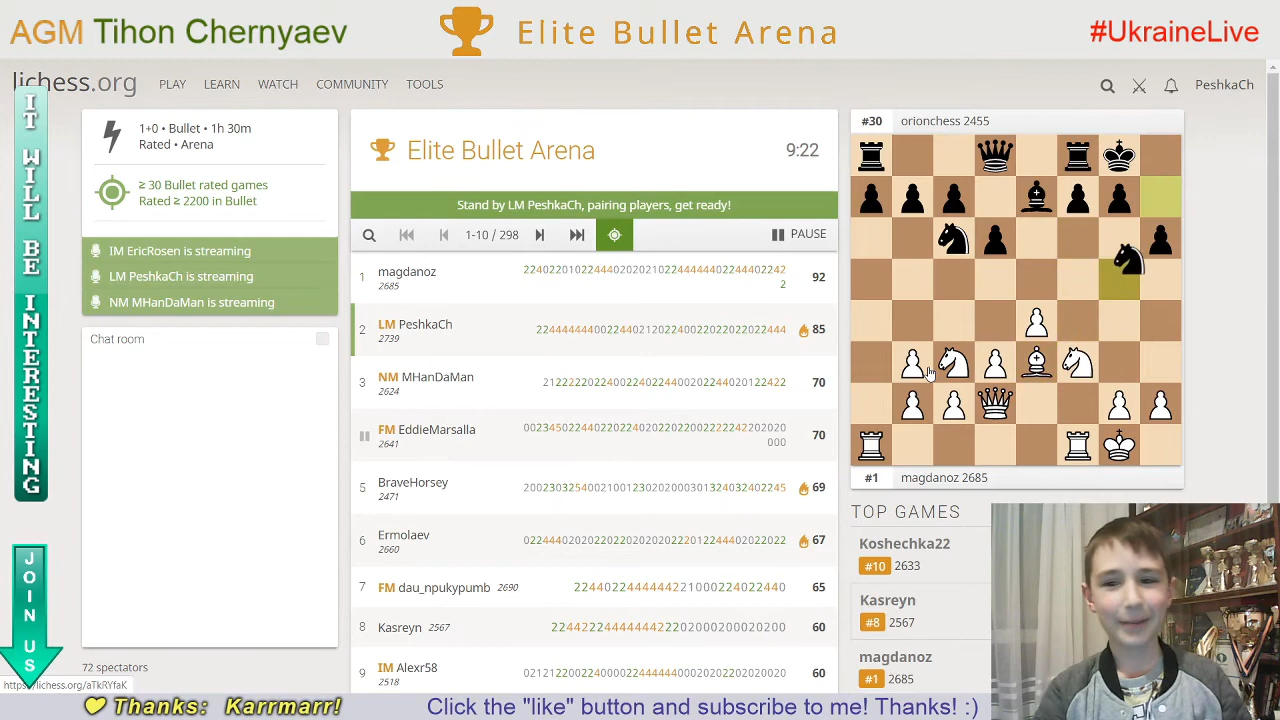 AGM Tihon Chernyaev
Elite Bullet Arena
#UkraineLive
lichess.org
PLAY LEARN WATCH COMMUNITY TOOLS
PeshkaCh
IT WILL BE INTERESTING
JOIN US
1+0 • Bullet • 1h 30m
Rated • Arena
≥ 30 Bullet rated games
Rated ≥ 2200 in Bullet
IM EricRosen is streaming
LM PeshkaCh is streaming
NM MHanDaMan is streaming
Chat room
72 spectators
https://lichess.org/aTkRYfaK
Elite Bullet Arena 9:22
Stand by LM PeshkaCh, pairing players, get ready!
1-10 / 298 PAUSE
1 magdanoz 92
2685
2 LM PeshkaCh 85
2739
3 NM MHanDaMan 70
2624
FM EddieMarsalla 70
2641
5 BraveHorsey 69
2471
6 Ermolaev 67
2660
7 FM dau_npukypumb 2690 65
8 Kasreyn 2567 60
9 IM Alexr58 60
2518
#30 orionchess 2455
#1 magdanoz 2685
TOP GAMES
Koshechka22
#10 2633
Kasreyn
#8 2567
magdanoz
#1 2685
Thanks: Karrmarr!
Click the "like" button and subscribe to me! Thanks! :)